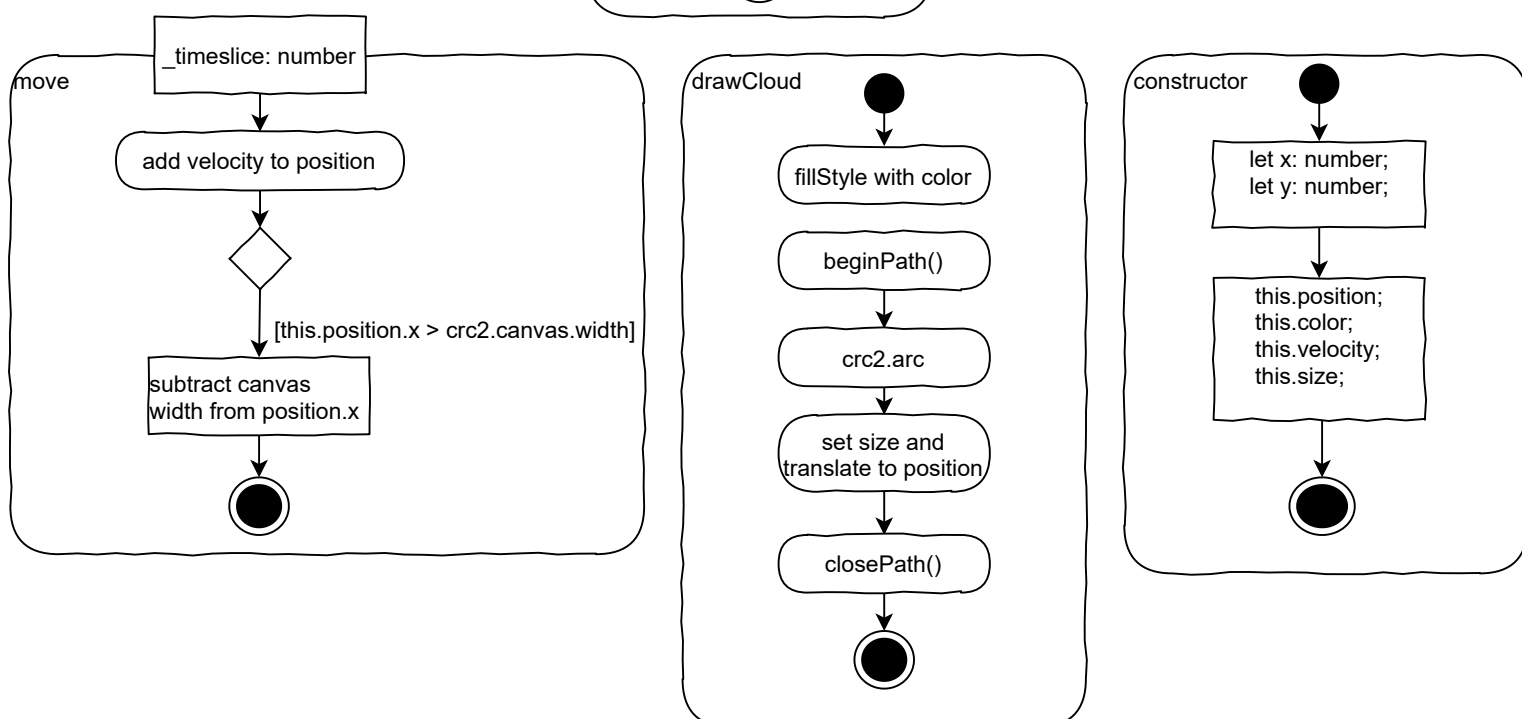 move
_timeslice: number
add velocity to position
[this.position.x > crc2.canvas.width]
subtract canvas
width from position.x
drawCloud
fillStyle with color
beginPath()
crc2.arc
set size and
translate to position
closePath()
constructor
let x: number;
let y: number;
this.position;
this.color;
this.velocity;
this.size;